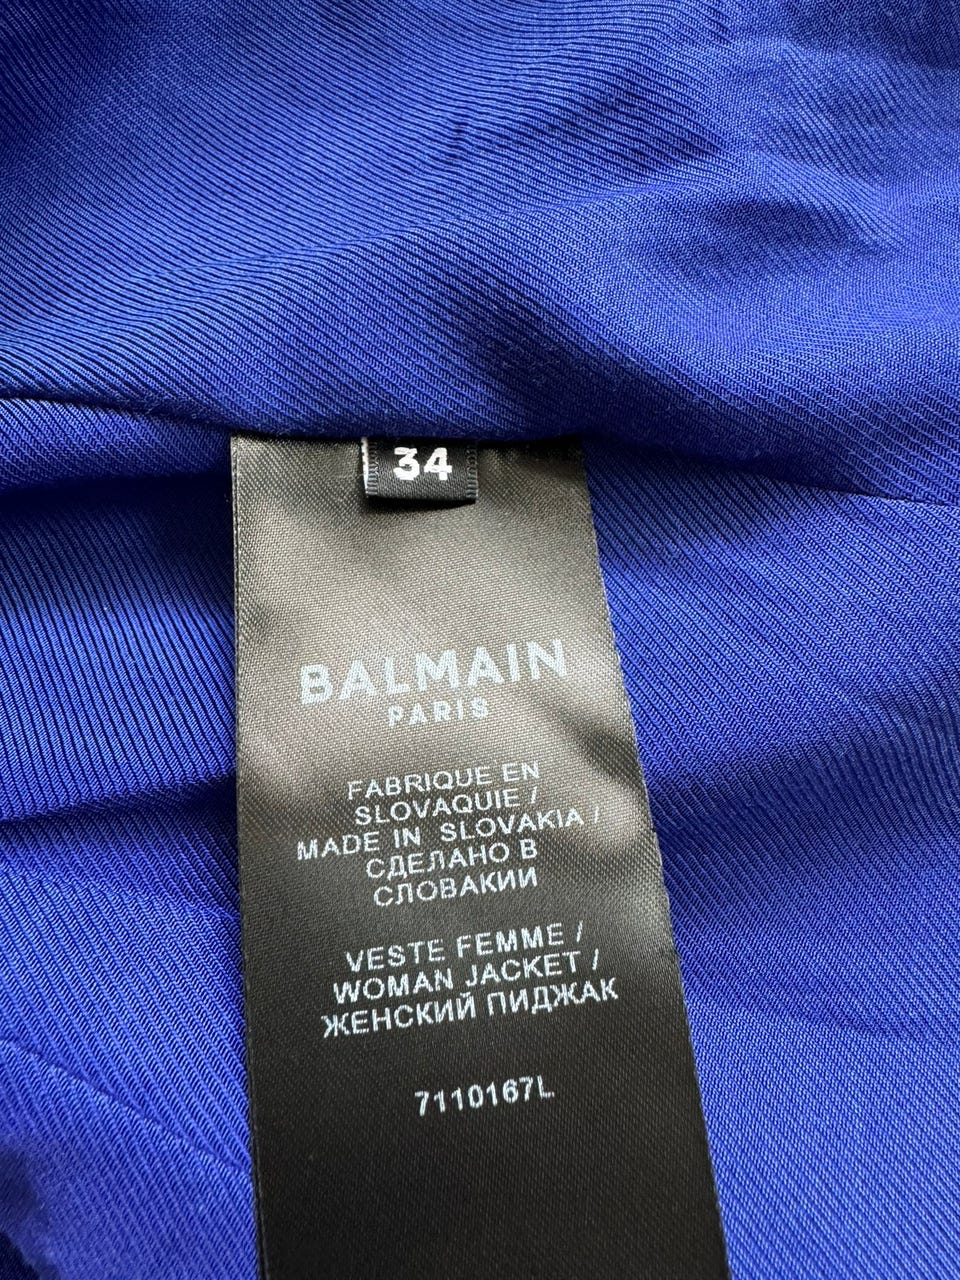 34
BALMAIN
PARIS
FABRIQUE EN
SLOVAQUIE /
MADE IN SLOVAKIA /
СДЕЛАНО В
СЛОВАКИИ
VESTE FEMME /
WOMAN JACKET /
ЖЕНСКИЙ ПИДЖАК
7110167L